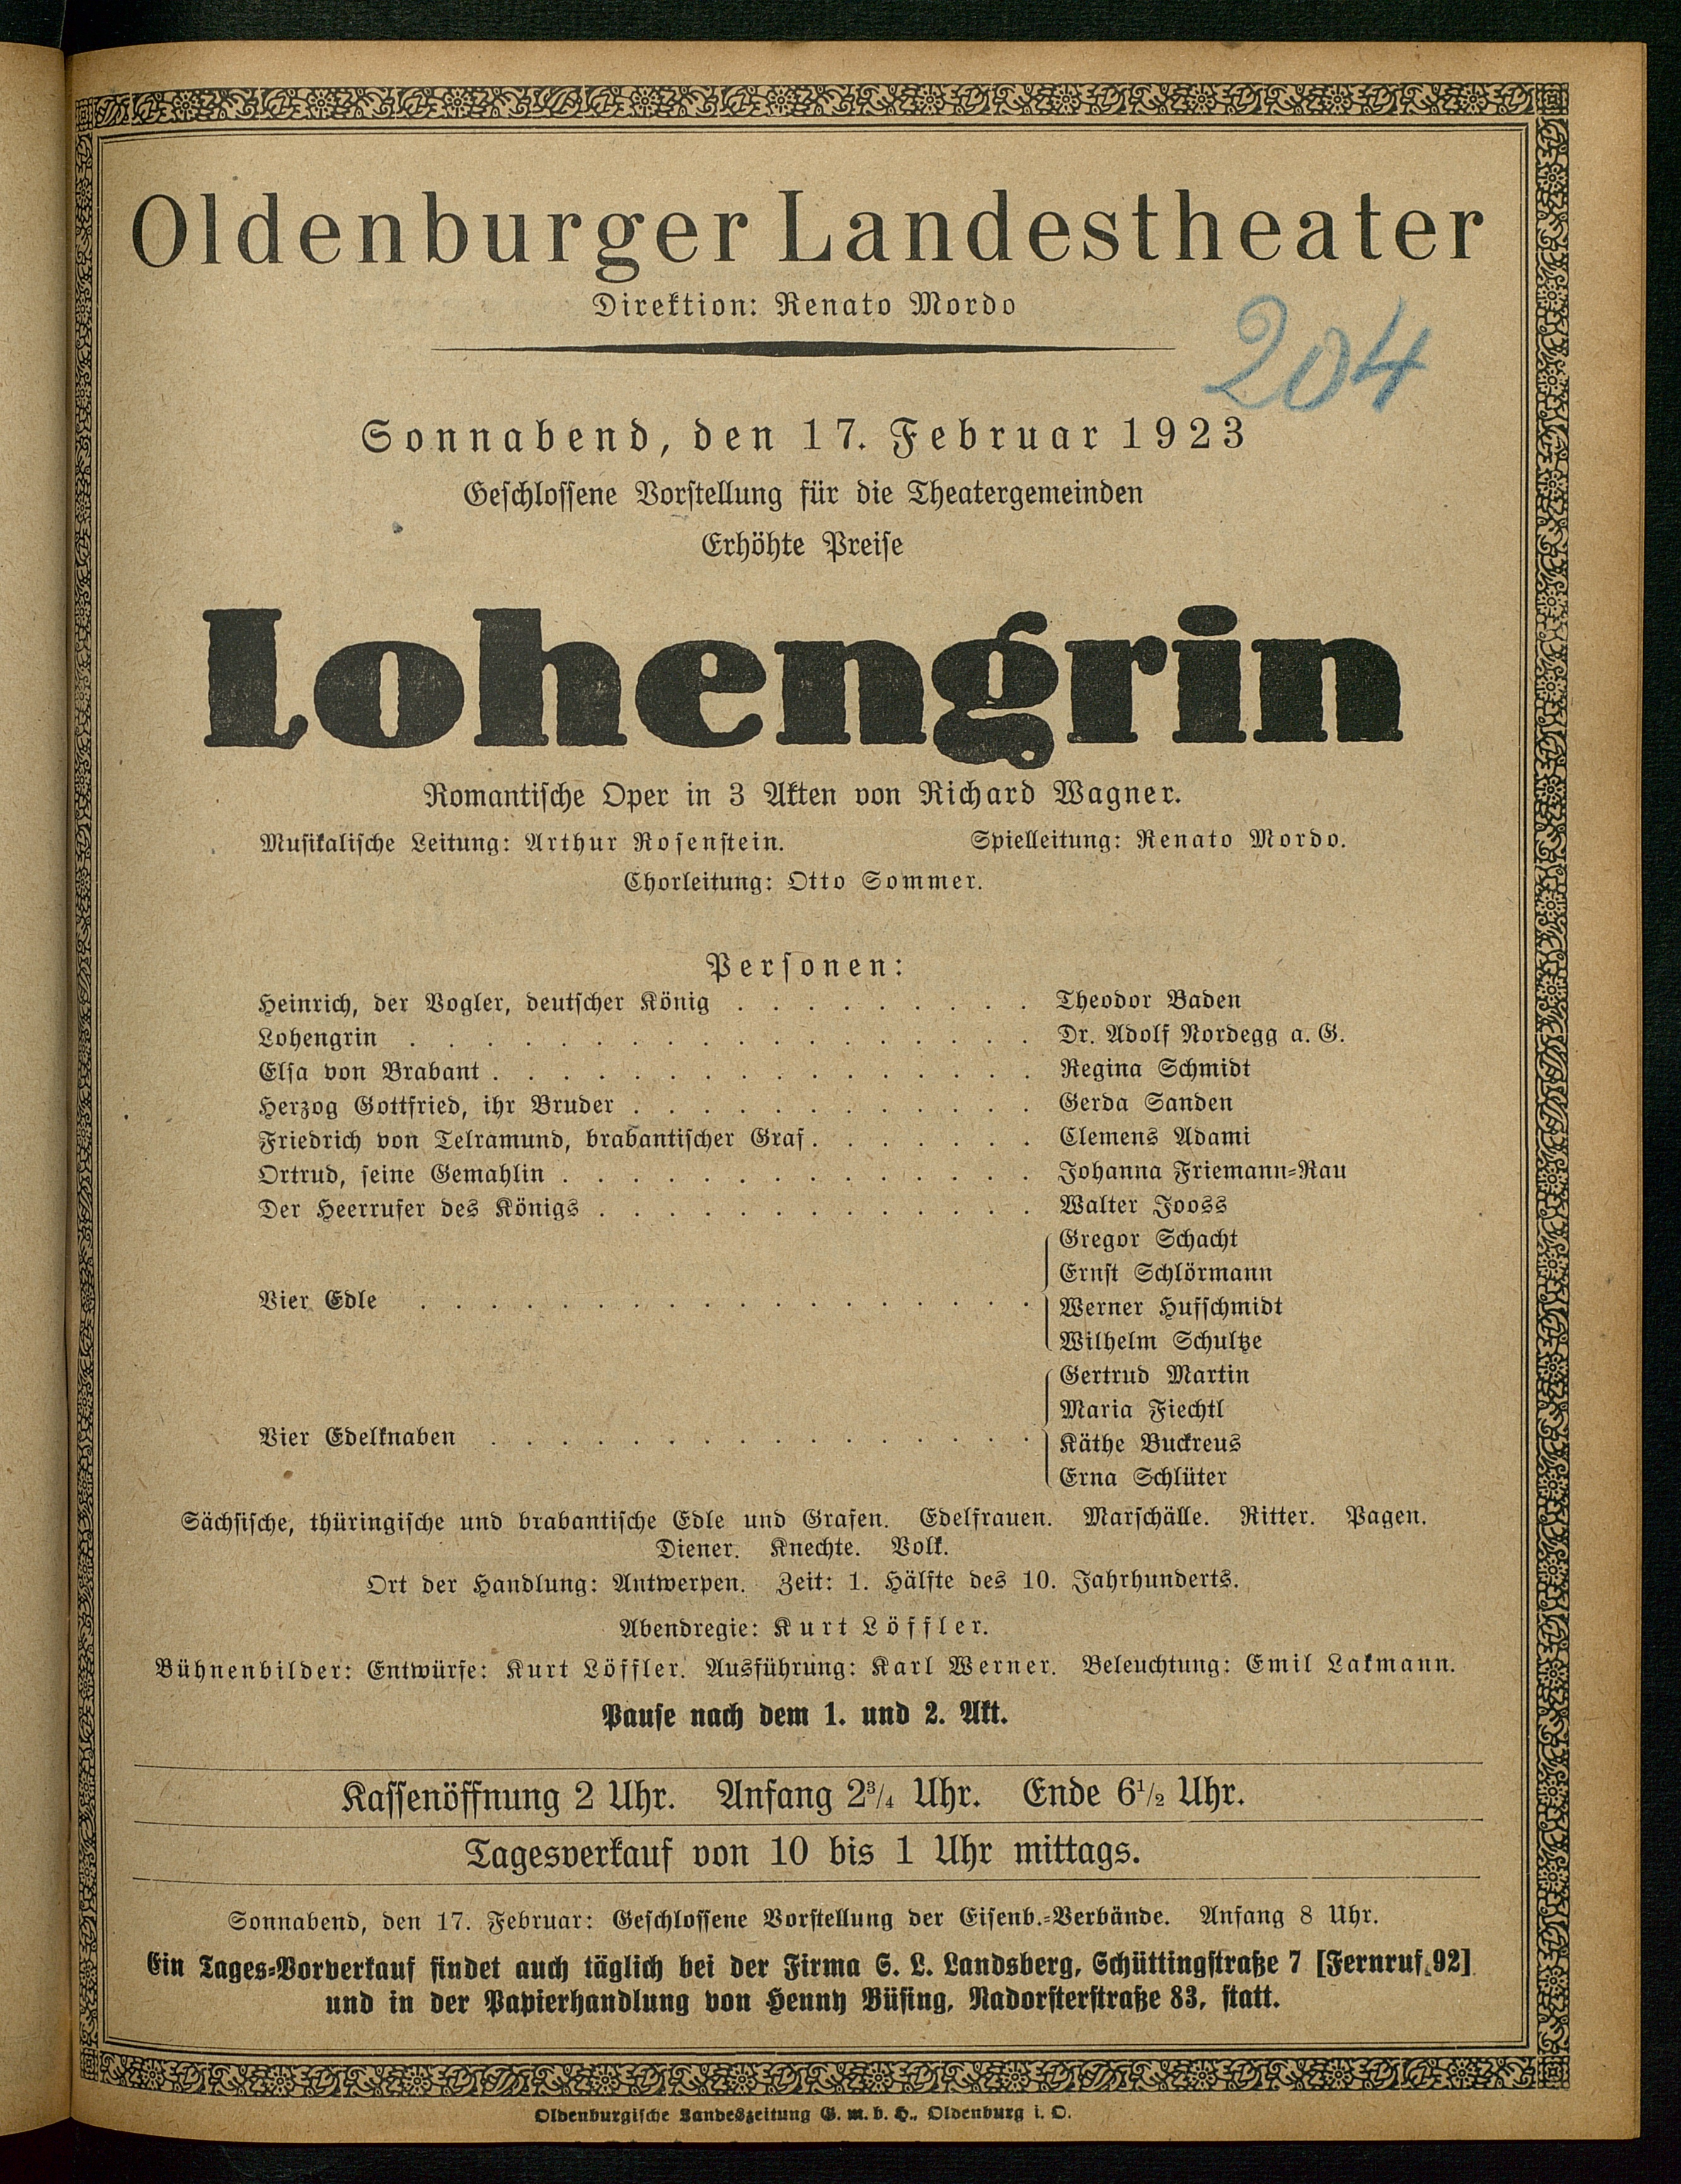 Oldenburger Landestheater
Direktion: Renato Mordo
204
Sonnabend, den 17. Februar 1923
Geschlossene Vorstellung für die Theatergemeinden
Erhöhte Preise
Lohengrin
Romantische Oper in 3 Akten von Richard Wagner.
Musikalische Leitung: Arthur Rosenstein. Spielleitung: Renato Mordo.
Chorleitung: Otto Sommer.
Personen:
Heinrich, der Vogler, deutscher König . . . . . . . . . Theodor Baden
Lohengrin . . . . . . . . . . . . . . . . . . Dr. Adolf Nordegg a. G.
Elsa von Brabant . . . . . . . . . . . . . . . . Regina Schmidt
Herzog Gottfried, ihr Bruder . . . . . . . . . . . . Gerda Sanden
Friedrich von Telramund, brabantischer Graf . . . . . . . Clemens Adami
Ortrud, seine Gemahlin . . . . . . . . . . . . . . Johanna Friemann-Rau
Der Heerrufer des Königs . . . . . . . . . . . . . Walter Jooss
Gregor Schacht
Ernst Schlörmann
Vier Edle . . . . . . . . . . . . . . . . . . Werner Hufschmidt
Wilhelm Schultze
Gertrud Martin
Maria Fiechtl
Vier Edelknaben . . . . . . . . . . . . . . . . Käthe Buckreus
Erna Schlüter
Sächsische, thüringische und brabantische Edle und Grafen. Edelfrauen. Marschälle. Ritter. Pagen.
Diener. Knechte. Volk.
Ort der Handlung: Antwerpen. Zeit: 1. Hälfte des 10. Jahrhunderts.
Abendregie: Kurt Löffler.
Bühnenbilder: Entwürfe: Kurt Löffler. Ausführung: Karl Werner. Beleuchtung: Emil Lakmann.
Pause nach dem 1. und 2. Akt.
Kassenöffnung 2 Uhr. Anfang 2¾ Uhr. Ende 6½ Uhr.
Tagesverkauf von 10 bis 1 Uhr mittags.
Sonnabend, den 17. Februar: Geschlossene Vorstellung der Eisenb.-Verbände. Anfang 8 Uhr.
Ein Tages-Vorverkauf findet auch täglich bei der Firma S. L. Landsberg, Schüttingstraße 7 [Fernruf 92]
und in der Papierhandlung von Henny Büsing, Nadorsterstraße 83, statt.
Oldenburgische Landeszeitung G. m. b. H., Oldenburg i. O.